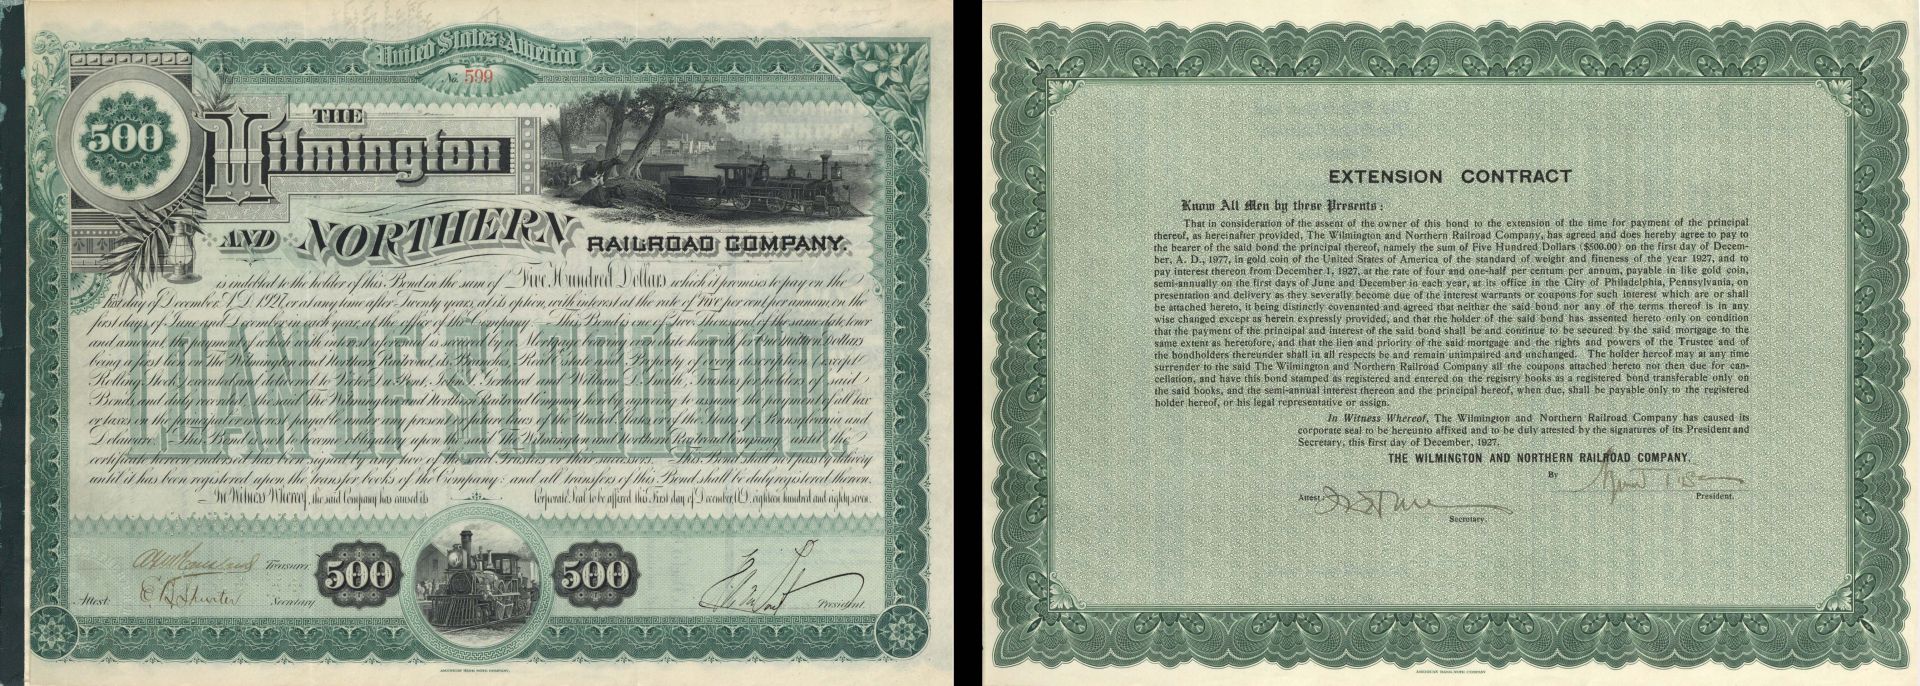 United States of America
No. 599
500
THE
Wilmington
AND NORTHERN
RAILROAD COMPANY.
is indebted to the holder of this Bond in the sum of Five Hundred Dollars which it promises to pay on the
first day of December A.D. 1927, or at any time after Twenty years, at its option, with interest at the rate of Five per cent per annum, on the
first days of June and December in each year, at the office of the Company. This Bond is one of Two Thousand of the same date, tenor
and amount, the payment of which with interest aforesaid is secured by a Mortgage bearing even date herewith for One Million Dollars
being a first lien on The Wilmington and Northern Railroad, its Branches, Real Estate and Property of every description (except
Rolling Stock) executed and delivered to Victor du Pont, John S. Gerhard and William D. Smith, Trustees for holders of said
Bonds, and duly recorded, the said The Wilmington and Northern Railroad Company hereby agreeing to assume the payment of all tax
or taxes on the principal or interest payable under any present or future laws of the United States or of the States of Pennsylvania and
Delaware. This Bond is not to become obligatory upon the said The Wilmington and Northern Railroad Company until the
certificate hereon endorsed has been signed by any two of the said Trustees or their successors. This Bond shall pass by delivery
until it has been registered upon the transfer books of the Company; and all transfers of this Bond shall be duly registered thereon.
In Witness Whereof, the said Company has caused its Corporate Seal to be affixed this First day of December A.D. eighteen hundred and eighty seven.
LOAN OF $1,000,000
Treasurer
Attest: Secretary
500
500
President.
AMERICAN BANK NOTE COMPANY.
EXTENSION CONTRACT
Know All Men by these Presents:
That in consideration of the assent of the owner of this bond to the extension of the time for payment of the principal
thereof, as hereinafter provided, The Wilmington and Northern Railroad Company, has agreed and does hereby agree to pay to
the bearer of the said bond the principal thereof, namely the sum of Five Hundred Dollars ($500.00) on the first day of Decem-
ber, A. D., 1977, in gold coin of the United States of America of the standard of weight and fineness of the year 1927, and to
pay interest thereon from December 1, 1927, at the rate of four and one-half per centum per annum, payable in like gold coin,
semi-annually on the first days of June and December in each year, at its office in the City of Philadelphia, Pennsylvania, on
presentation and delivery as they severally become due of the interest warrants or coupons for such interest which are or shall
be attached hereto, it being distinctly covenanted and agreed that neither the said bond nor any of the terms thereof is in any
wise changed except as herein expressly provided, and that the holder of the said bond has assented hereto only on condition
that the payment of the principal and interest of the said bond shall be and continue to be secured by the said mortgage to the
same extent as heretofore, and that the lien and priority of the said mortgage and the rights and powers of the Trustee and of
the bondholders thereunder shall in all respects be and remain unimpaired and unchanged. The holder hereof may at any time
surrender to the said The Wilmington and Northern Railroad Company all the coupons attached hereto not then due for can-
cellation, and have this bond stamped as registered and entered on the registry books as a registered bond transferable only on
the said books, and the semi-annual interest thereon and the principal hereof, when due, shall be payable only to the registered
holder hereof, or his legal representative or assign.
In Witness Whereof, The Wilmington and Northern Railroad Company has caused its
corporate seal to be hereunto affixed and to be duly attested by the signatures of its President and
Secretary, this first day of December, 1927.
THE WILMINGTON AND NORTHERN RAILROAD COMPANY.
By
President.
Attest:
Secretary.
AMERICAN BANK NOTE COMPANY